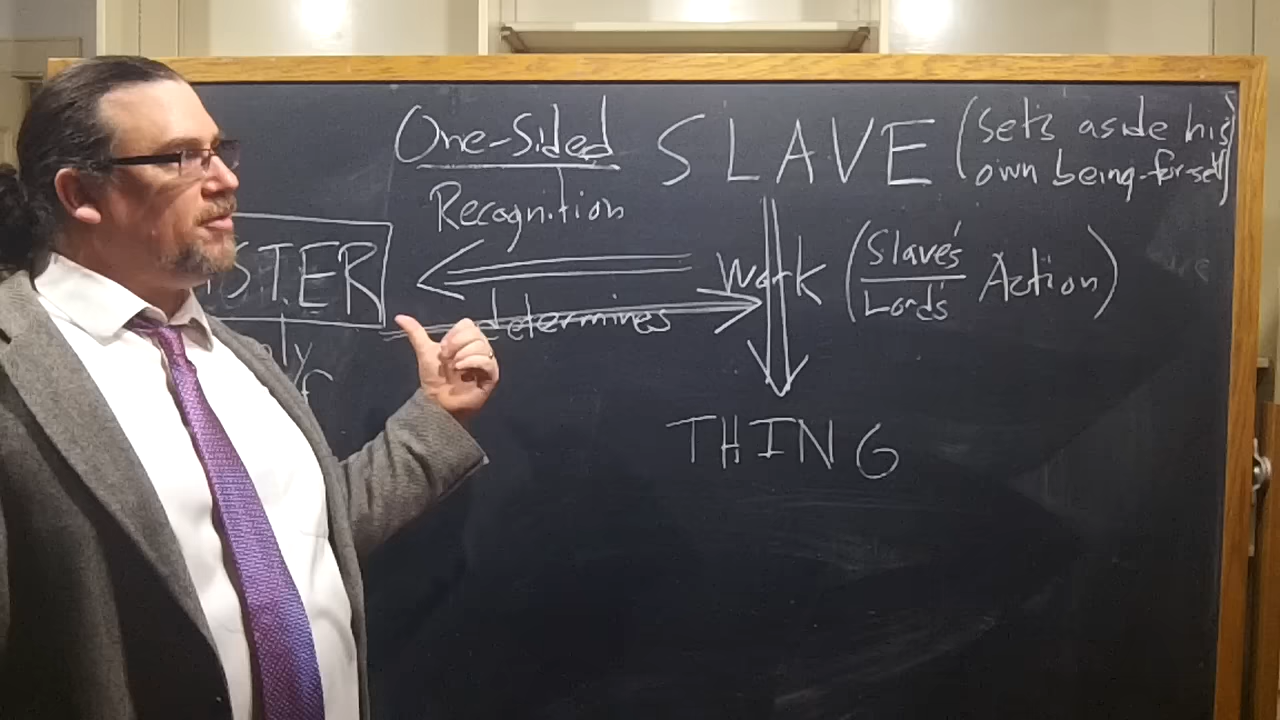 One-Sided
Recognition
SLAVE (sets aside his
own being-for-self)
STER
determines
Work (Slave's
Lord's Action)
THING